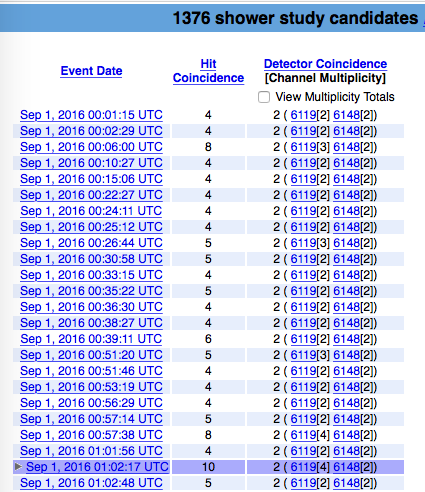 1376 shower study candidates
Event Date
Hit Coincidence
Detector Coincidence
[Channel Multiplicity]
View Multiplicity Totals
Sep 1, 2016 00:01:15 UTC 4 2 ( 6119[2] 6148[2])
Sep 1, 2016 00:02:29 UTC 4 2 ( 6119[2] 6148[2])
Sep 1, 2016 00:06:00 UTC 8 2 ( 6119[3] 6148[2])
Sep 1, 2016 00:10:27 UTC 4 2 ( 6119[2] 6148[2])
Sep 1, 2016 00:15:06 UTC 4 2 ( 6119[2] 6148[2])
Sep 1, 2016 00:22:27 UTC 4 2 ( 6119[2] 6148[2])
Sep 1, 2016 00:24:11 UTC 4 2 ( 6119[2] 6148[2])
Sep 1, 2016 00:25:12 UTC 4 2 ( 6119[2] 6148[2])
Sep 1, 2016 00:26:44 UTC 5 2 ( 6119[3] 6148[2])
Sep 1, 2016 00:30:58 UTC 5 2 ( 6119[2] 6148[2])
Sep 1, 2016 00:33:15 UTC 4 2 ( 6119[2] 6148[2])
Sep 1, 2016 00:35:22 UTC 5 2 ( 6119[2] 6148[2])
Sep 1, 2016 00:36:30 UTC 4 2 ( 6119[2] 6148[2])
Sep 1, 2016 00:38:27 UTC 4 2 ( 6119[2] 6148[2])
Sep 1, 2016 00:39:11 UTC 6 2 ( 6119[2] 6148[2])
Sep 1, 2016 00:51:20 UTC 5 2 ( 6119[3] 6148[2])
Sep 1, 2016 00:51:46 UTC 4 2 ( 6119[2] 6148[2])
Sep 1, 2016 00:53:19 UTC 4 2 ( 6119[2] 6148[2])
Sep 1, 2016 00:56:29 UTC 4 2 ( 6119[2] 6148[2])
Sep 1, 2016 00:57:14 UTC 5 2 ( 6119[2] 6148[2])
Sep 1, 2016 00:57:38 UTC 8 2 ( 6119[4] 6148[2])
Sep 1, 2016 01:01:56 UTC 4 2 ( 6119[2] 6148[2])
Sep 1, 2016 01:02:17 UTC 10 2 ( 6119[4] 6148[2])
Sep 1, 2016 01:02:48 UTC 5 2 ( 6119[2] 6148[2])